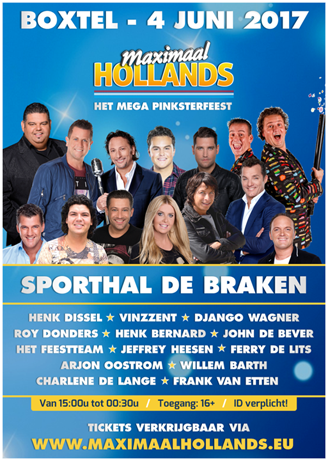 BOXTEL - 4 JUNI 2017
Maximaal
HOLLANDS
HET MEGA PINKSTERFEEST
SPORTHAL DE BRAKEN
HENK DISSEL ★ VINZZENT ★ DJANGO WAGNER
ROY DONDERS ★ HENK BERNARD ★ JOHN DE BEVER
HET FEESTTEAM ★ JEFFREY HEESEN ★ FERRY DE LITS
ARJON OOSTROM ★ WILLEM BARTH
CHARLENE DE LANGE ★ FRANK VAN ETTEN
Van 15:00u tot 00:30u / Toegang: 16+ / ID verplicht!
TICKETS VERKRIJGBAAR VIA
WWW.MAXIMAALHOLLANDS.EU